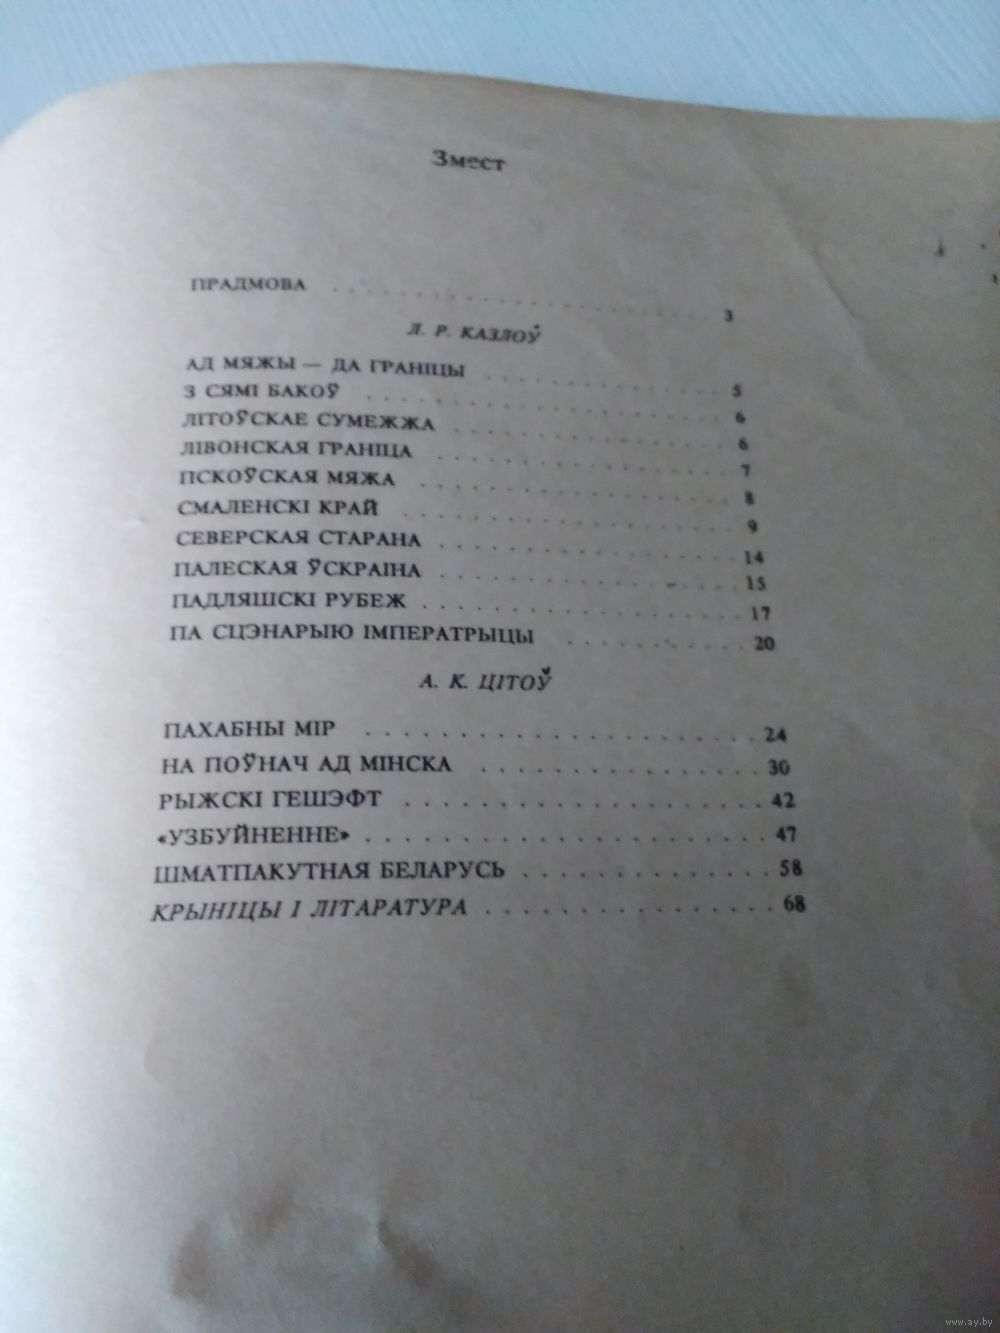 Змест
ПРАДМОВА . . . . . . . . . . . . . . . . . . . . 3
Л. Р. КАЗЛОЎ
АД МЯЖЫ — ДА ГРАНІЦЫ . . . . . . . . . . . 5
З СЯМІ БАКОЎ . . . . . . . . . . . . . . . . . 6
ЛІТОЎСКАЕ СУМЕЖЖА . . . . . . . . . . . . . 6
ЛІВОНСКАЯ ГРАНІЦА . . . . . . . . . . . . . 7
ПСКОЎСКАЯ МЯЖА . . . . . . . . . . . . . . 8
СМАЛЕНСКІ КРАЙ . . . . . . . . . . . . . . 9
СЕВЕРСКАЯ СТАРАНА . . . . . . . . . . . . . 14
ПАЛЕСКАЯ ЎСКРАІНА . . . . . . . . . . . . . 15
ПАДЛЯШСКІ РУБЕЖ . . . . . . . . . . . . . . 17
ПА СЦЭНАРЫЮ ІМПЕРАТРЫЦЫ . . . . . . . . 20
А. К. ЦІТОЎ
ПАХАБНЫ МІР . . . . . . . . . . . . . . . . 24
НА ПОЎНАЧ АД МІНСКА . . . . . . . . . . . 30
РЫЖСКІ ГЕШЭФТ . . . . . . . . . . . . . . 42
«УЗБУЙНЕННЕ» . . . . . . . . . . . . . . . . 47
ШМАТПАКУТНАЯ БЕЛАРУСЬ . . . . . . . . . . 58
КРЫНІЦЫ І ЛІТАРАТУРА . . . . . . . . . . . 68
www.ay.by